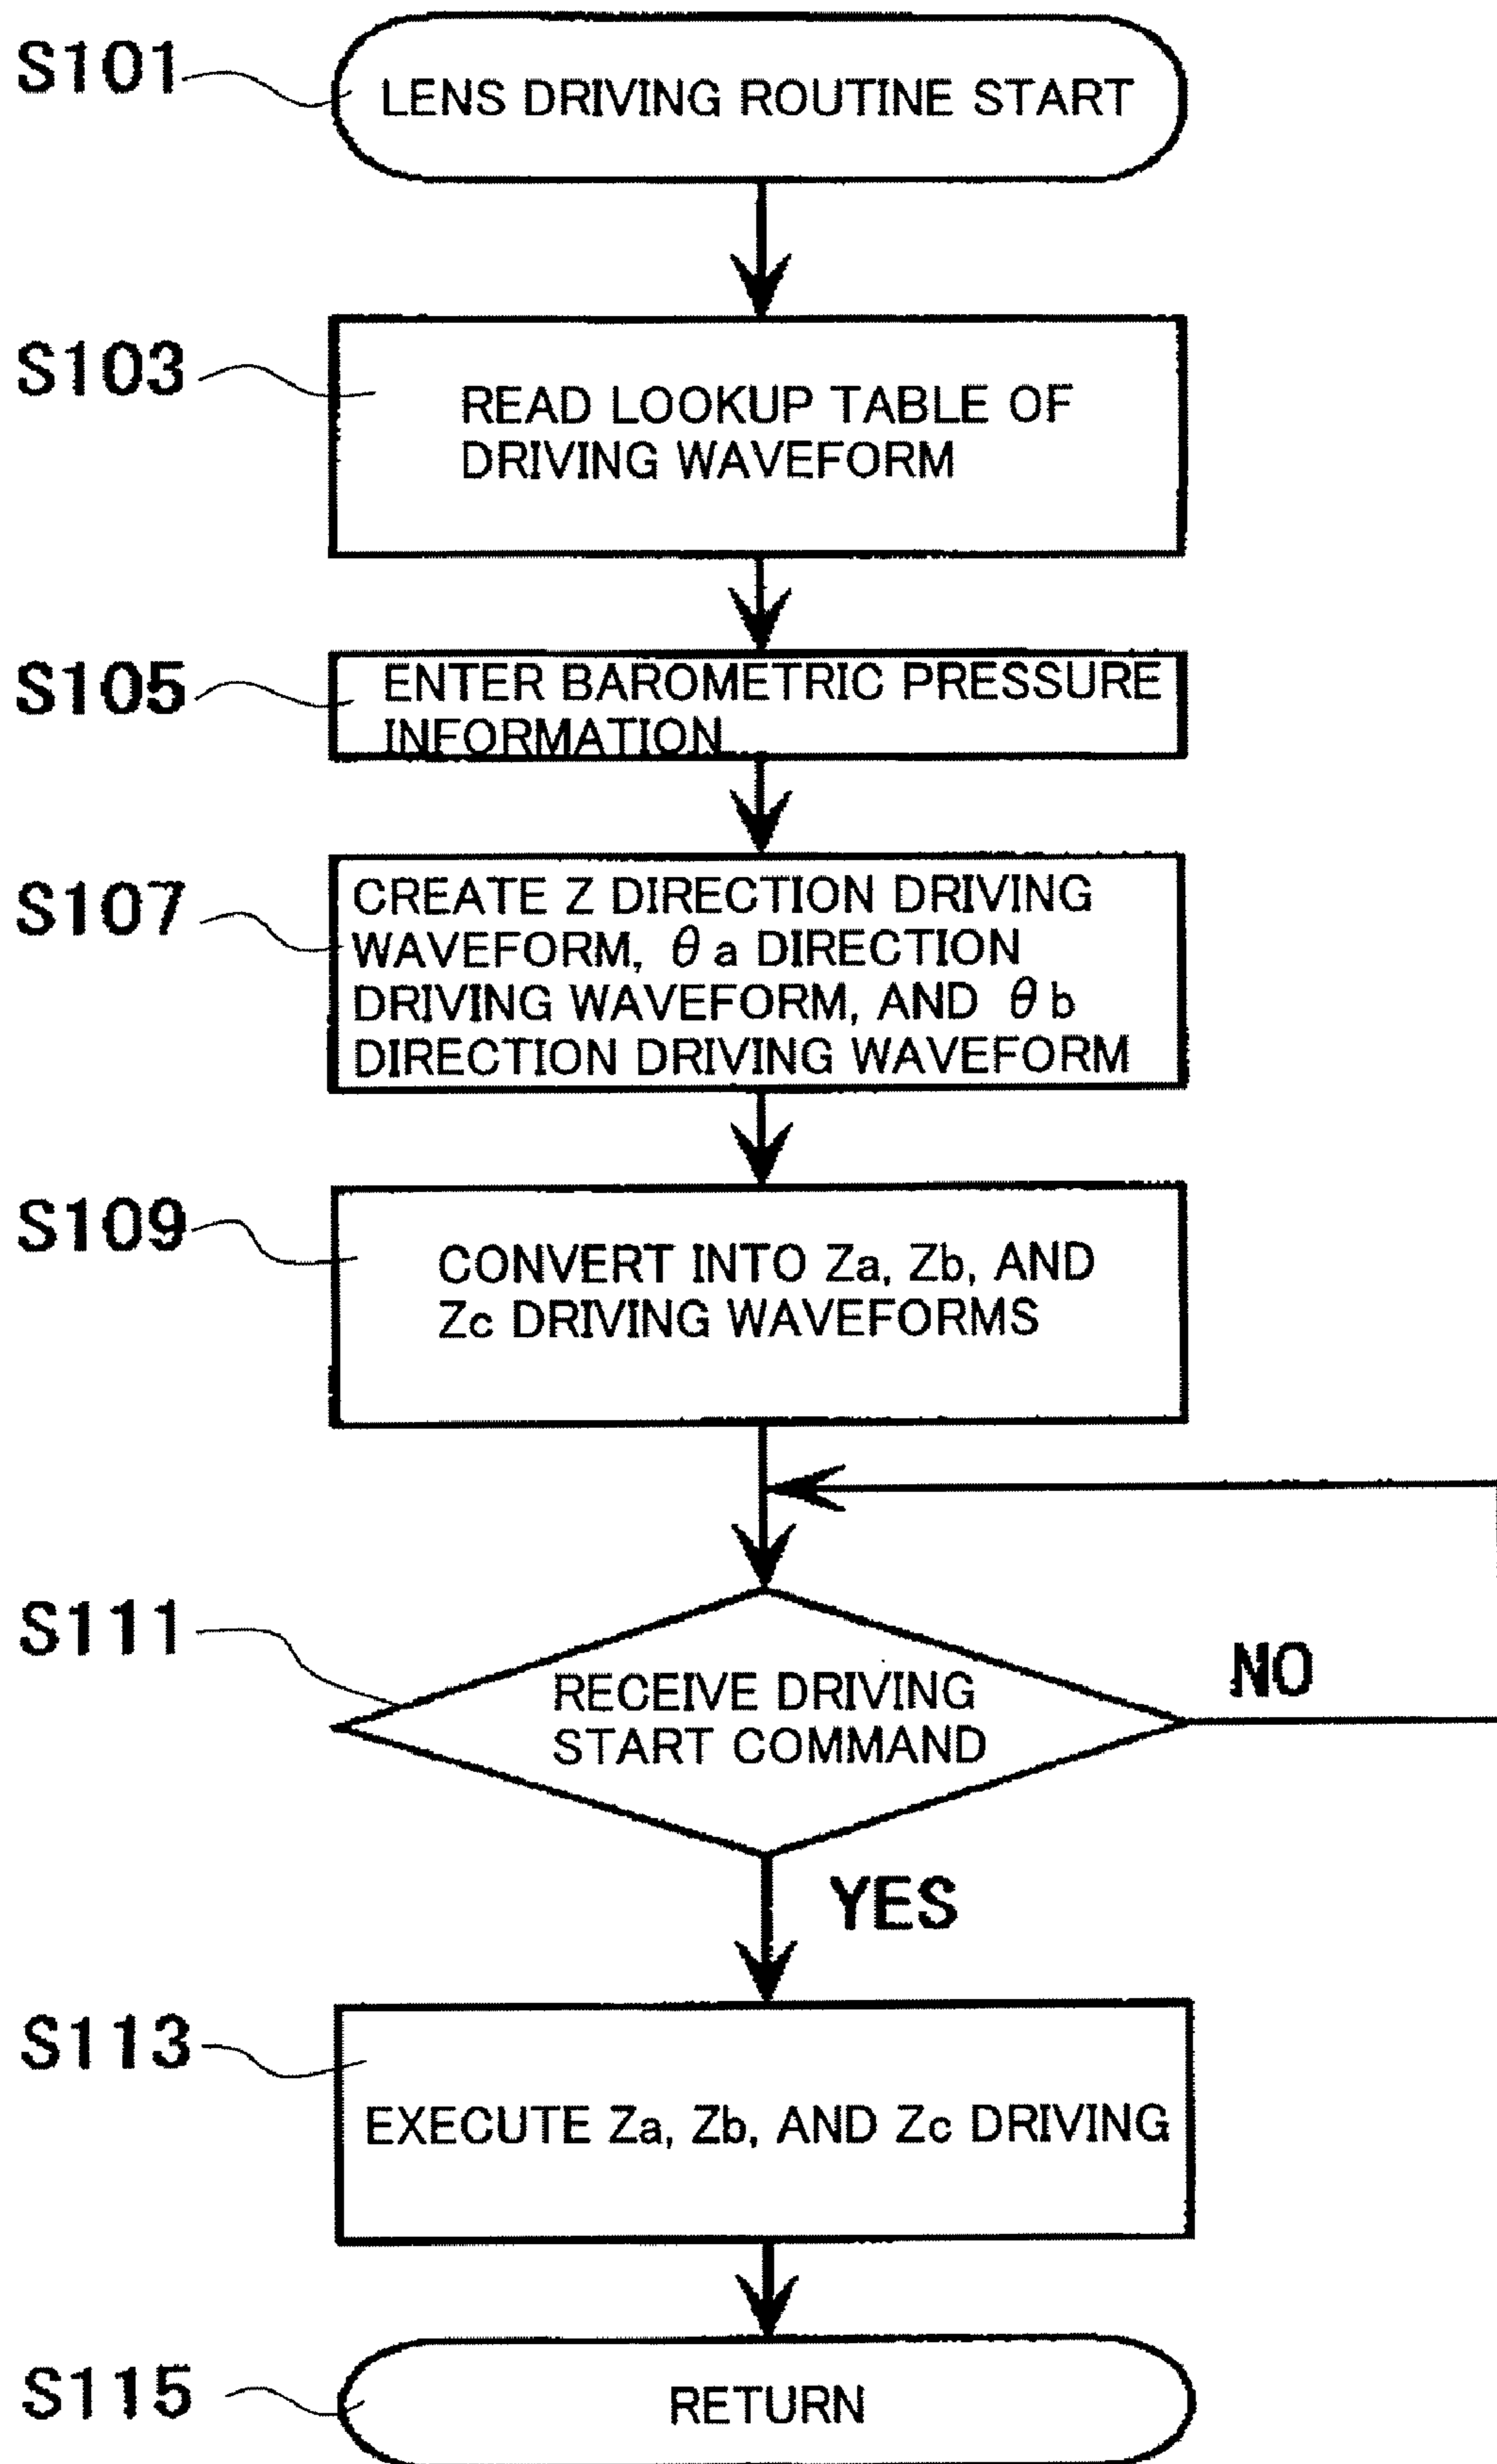 S101
LENS DRIVING ROUTINE START
S103
READ LOOKUP TABLE OF
DRIVING WAVEFORM
S105
ENTER BAROMETRIC PRESSURE
INFORMATION
S107
CREATE Z DIRECTION DRIVING
WAVEFORM, θa DIRECTION
DRIVING WAVEFORM, AND θb
DIRECTION DRIVING WAVEFORM
S109
CONVERT INTO Za, Zb, AND
Zc DRIVING WAVEFORMS
S111
RECEIVE DRIVING
START COMMAND
NO
YES
S113
EXECUTE Za, Zb, AND Zc DRIVING
S115
RETURN